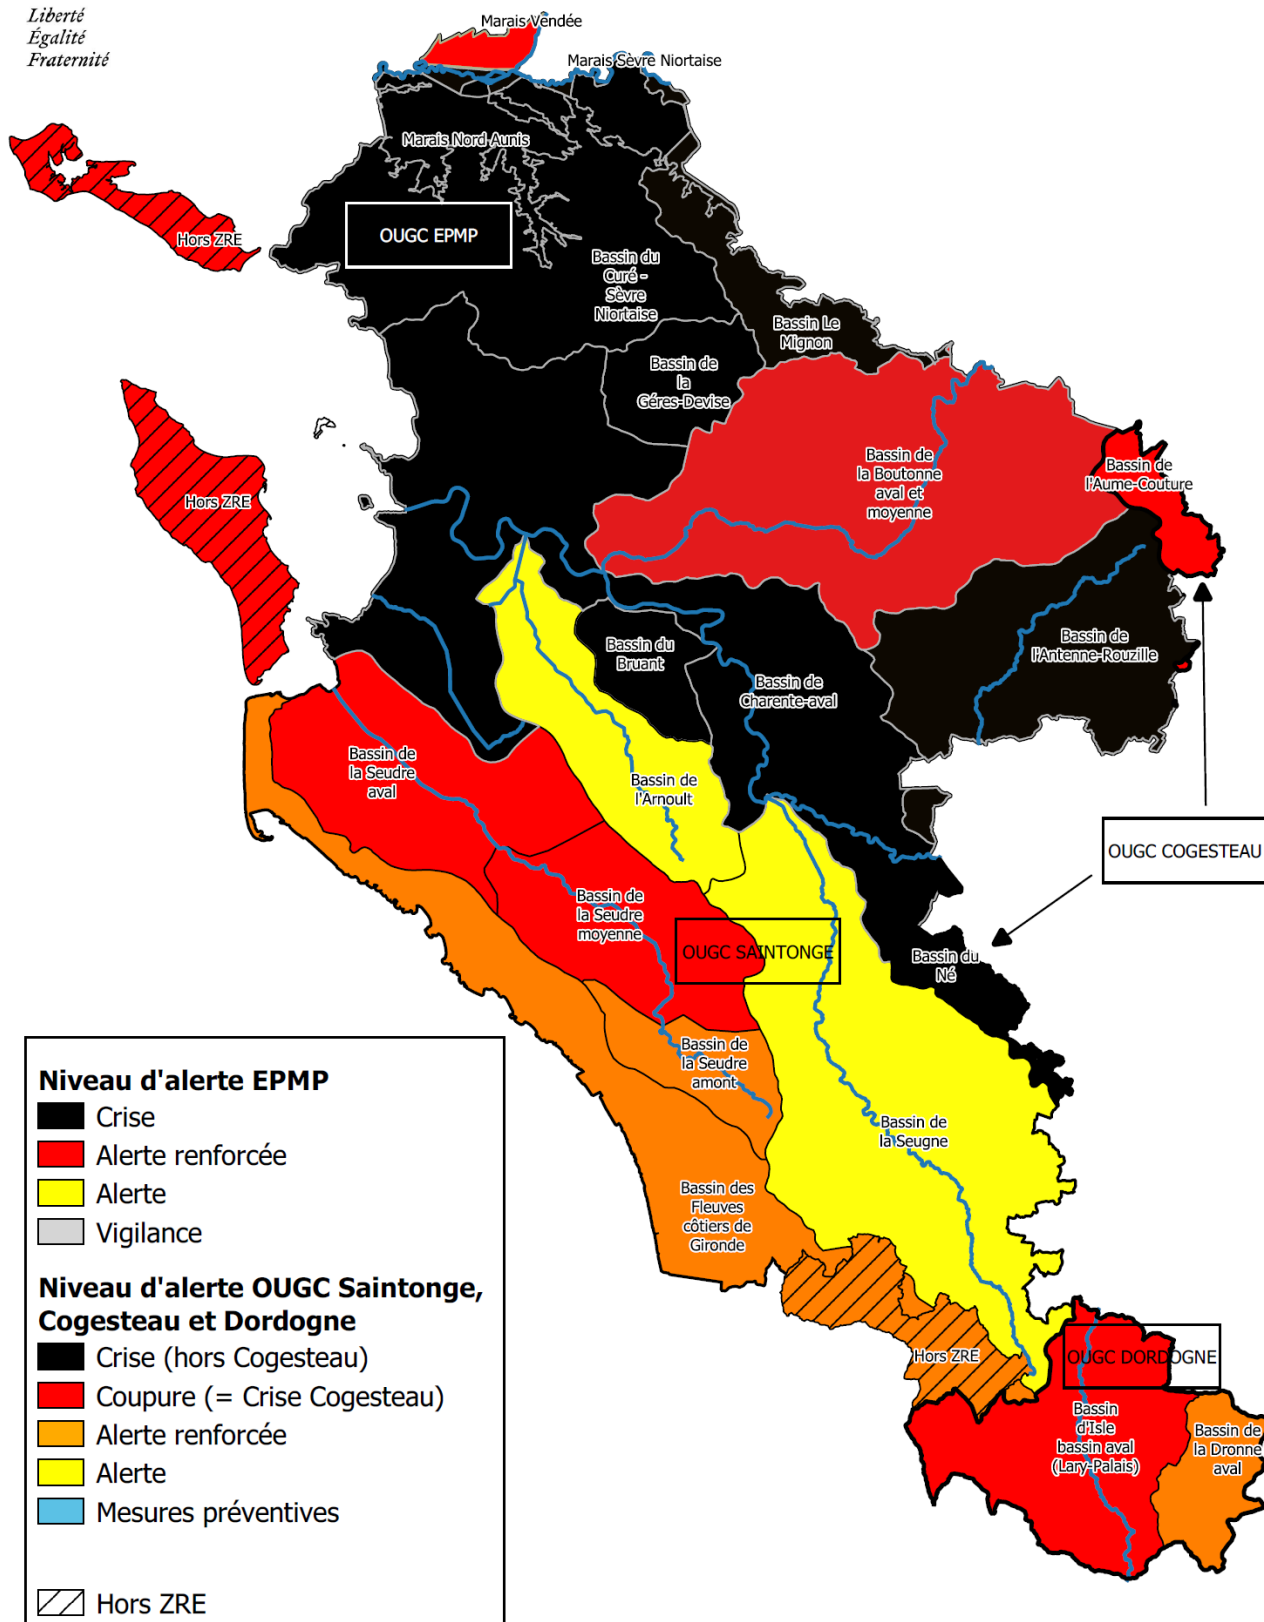 Liberté
Égalité
Fraternité
Marais Vendée
Marais Sèvre Niortaise
Marais Nord Aunis
Hors ZRE
OUGC EPMP
Bassin du
Curé -
Sèvre
Niortaise
Bassin Le
Mignon
Bassin de
la
Géres-Devise
Hors ZRE
Bassin de
la Boutonne
aval et
moyenne
Bassin de
l'Aume-Couture
Bassin du
Bruant
Bassin de
l'Antenne-Rouzille
Bassin de
Charente-aval
Bassin de
la Seudre
aval
Bassin de
l'Arnoult
OUGC COGESTEAU
Bassin de
la Seudre
moyenne
OUGC SAINTONGE
Bassin du
Né
Bassin de
la Seudre
amont
Bassin de
la Seugne
Bassin des
Fleuves
côtiers de
Gironde
Hors ZRE
OUGC DORDOGNE
Bassin
d'Isle
bassin aval
(Lary-Palais)
Bassin de
la Dronne
aval
Niveau d'alerte EPMP
Crise
Alerte renforcée
Alerte
Vigilance
Niveau d'alerte OUGC Saintonge,
Cogesteau et Dordogne
Crise (hors Cogesteau)
Coupure (= Crise Cogesteau)
Alerte renforcée
Alerte
Mesures préventives
Hors ZRE